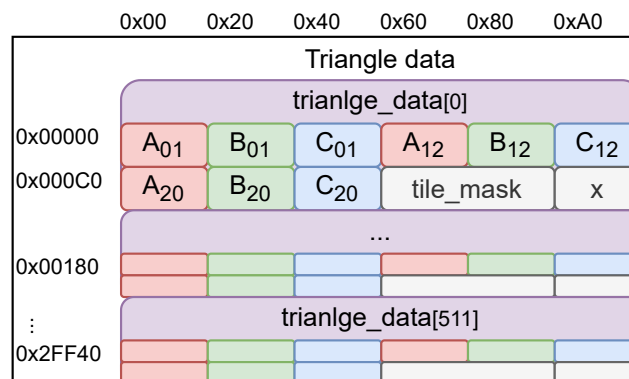 0x00 0x20 0x40 0x60 0x80 0xA0
Triangle data
trianlge_data[0]
0x00000 A01 B01 C01 A12 B12 C12
0x000C0 A20 B20 C20 tile_mask x
...
0x00180
...
trianlge_data[511]
0x2FF40